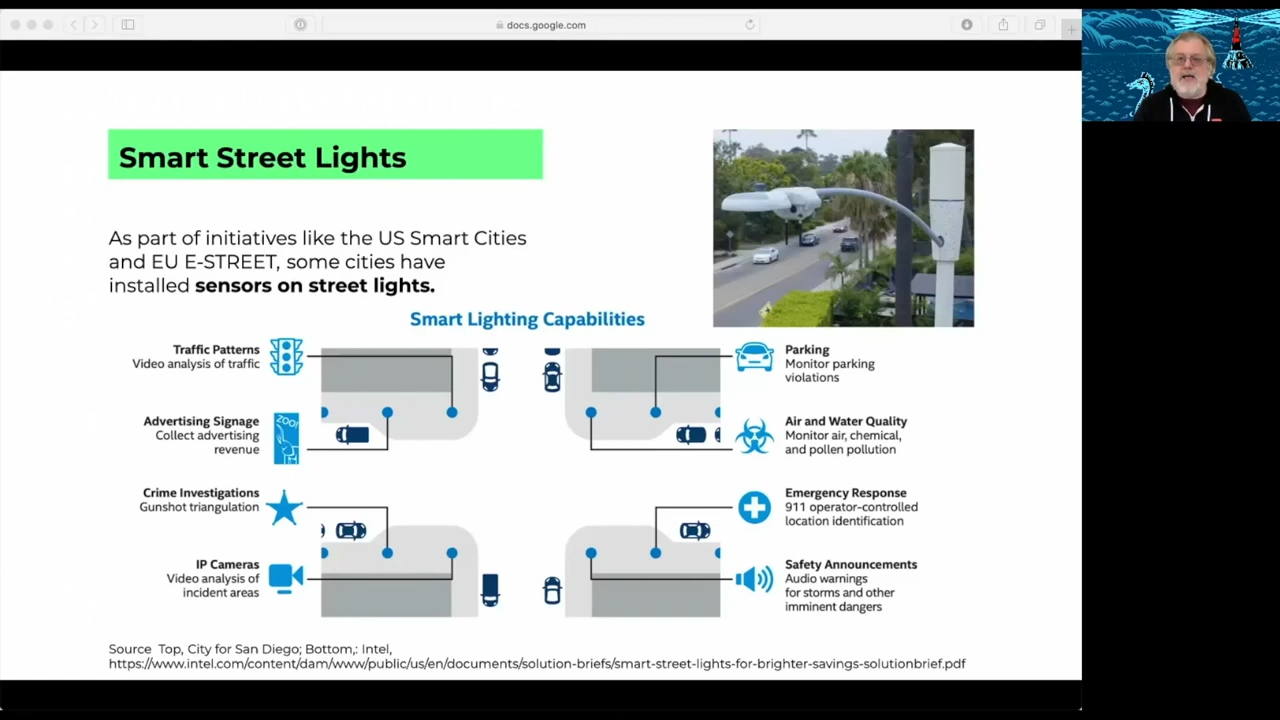 docs.google.com
Smart Street Lights
As part of initiatives like the US Smart Cities
and EU E-STREET, some cities have
installed sensors on street lights.
Smart Lighting Capabilities
Traffic Patterns
Video analysis of traffic
Parking
Monitor parking
violations
Advertising Signage
Collect advertising
revenue
ZOO!
Air and Water Quality
Monitor air, chemical,
and pollen pollution
Crime Investigations
Gunshot triangulation
Emergency Response
911 operator-controlled
location identification
IP Cameras
Video analysis of
incident areas
Safety Announcements
Audio warnings
for storms and other
imminent dangers
Source Top, City for San Diego; Bottom,: Intel,
https://www.intel.com/content/dam/www/public/us/en/documents/solution-briefs/smart-street-lights-for-brighter-savings-solutionbrief.pdf